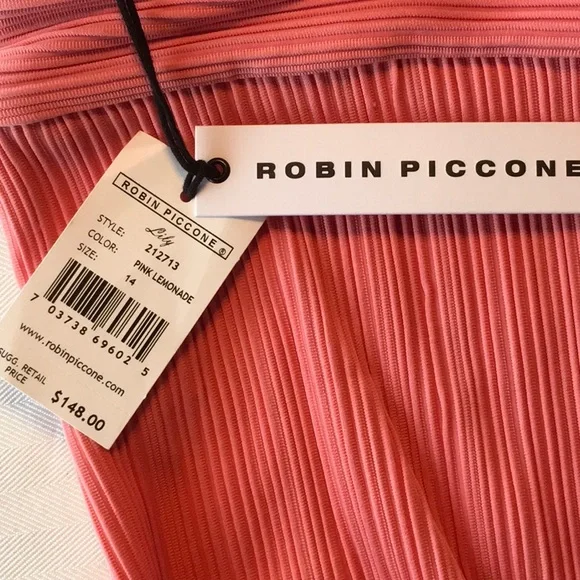 ROBIN PICCONE
ROBIN PICCONE®
Lily
STYLE: 212713
COLOR: PINK LEMONADE
SIZE: 14
7 03738 69602 5
www.robinpiccone.com
SUGG. RETAIL
PRICE $148.00